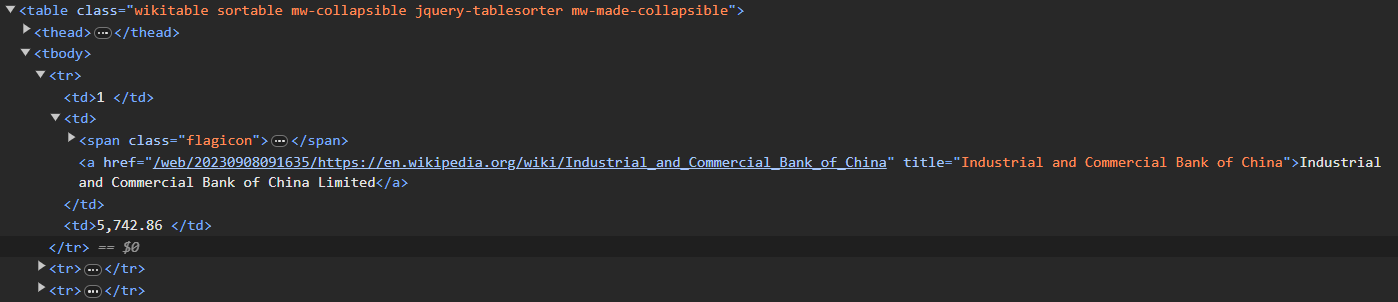 <table class="wikitable sortable mw-collapsible jquery-tablesorter mw-made-collapsible">
<thead>…</thead>
<tbody>
<tr>
<td>1 </td>
<td>
<span class="flagicon">…</span>
<a href="/web/20230908091635/https://en.wikipedia.org/wiki/Industrial_and_Commercial_Bank_of_China" title="Industrial and Commercial Bank of China">Industrial
and Commercial Bank of China Limited</a>
</td>
<td>5,742.86 </td>
</tr> == $0
<tr>…</tr>
<tr>…</tr>